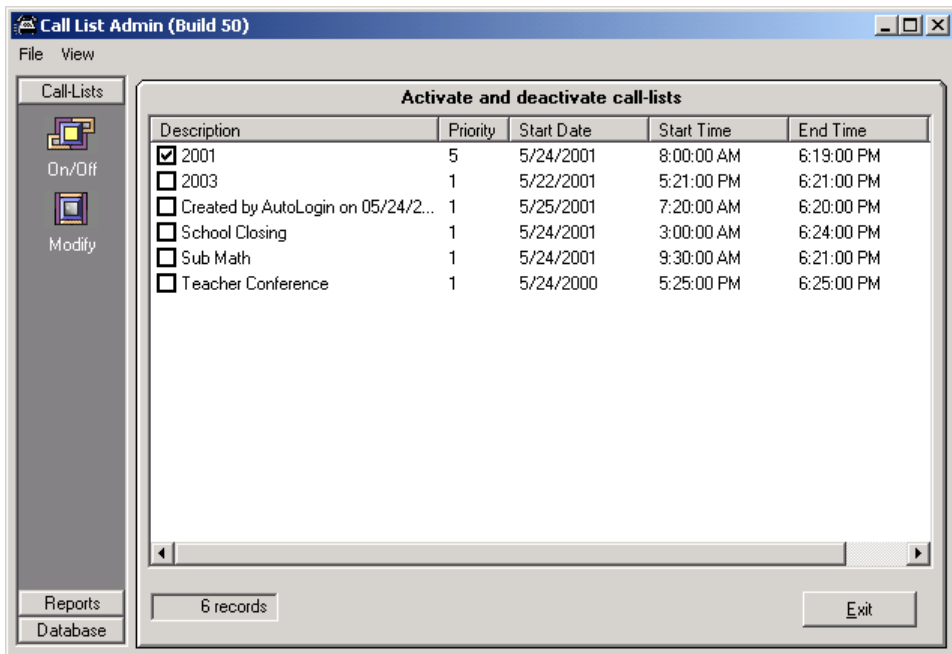 Call List Admin (Build 50)
File View
Call-Lists
On/Off
Modify
Reports
Database
Activate and deactivate call-lists
Description Priority Start Date Start Time End Time
2001 5 5/24/2001 8:00:00 AM 6:19:00 PM
2003 1 5/22/2001 5:21:00 PM 6:21:00 PM
Created by AutoLogin on 05/24/2... 1 5/25/2001 7:20:00 AM 6:20:00 PM
School Closing 1 5/24/2001 3:00:00 AM 6:24:00 PM
Sub Math 1 5/24/2001 9:30:00 AM 6:21:00 PM
Teacher Conference 1 5/24/2000 5:25:00 PM 6:25:00 PM
6 records
Exit